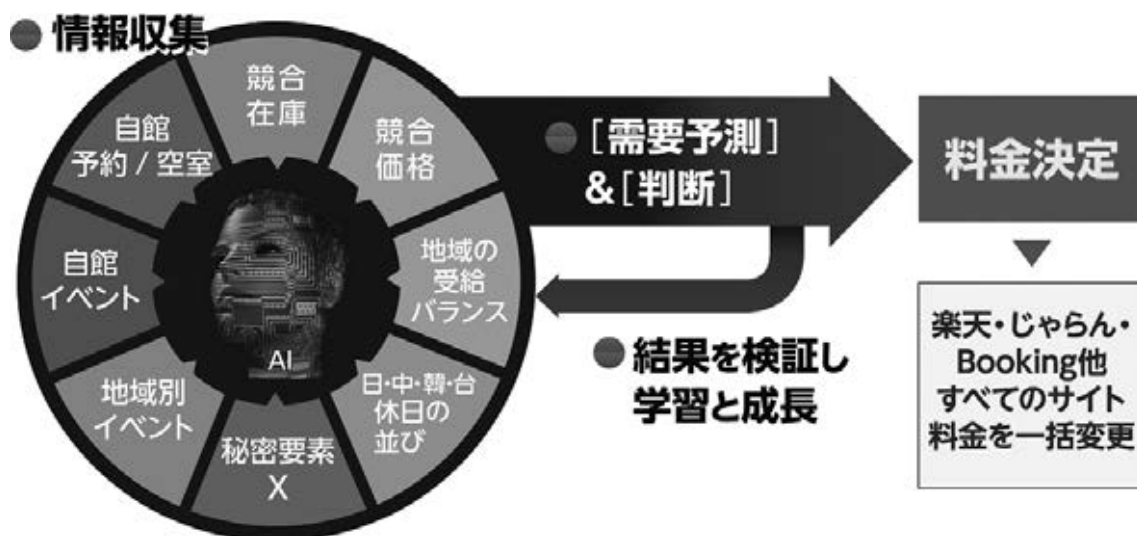 ● 情報収集
競合
在庫
競合
価格
地域の
受給
バランス
日・中・韓・台
休日の
並び
秘密要素
X
地域別
イベント
自館
イベント
自館
予約 / 空室
AI
● [需要予測]
&[判断]
● 結果を検証し
学習と成長
料金決定
▼
楽天・じゃらん・
Booking他
すべてのサイト
料金を一括変更